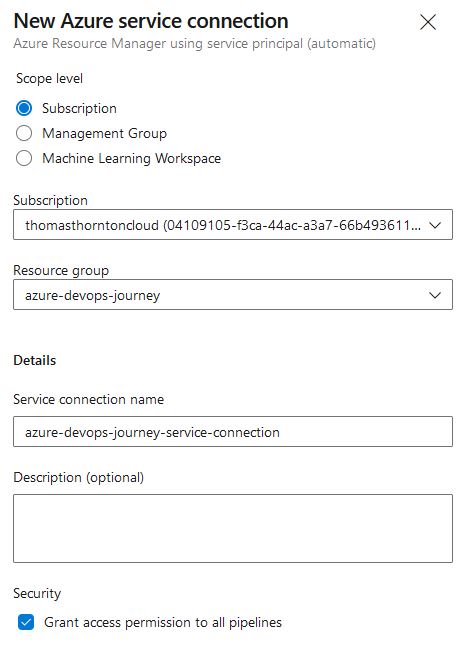 New Azure service connection
Azure Resource Manager using service principal (automatic)
Scope level
Subscription
Management Group
Machine Learning Workspace
Subscription
thomasthorntoncloud (04109105-f3ca-44ac-a3a7-66b493611...
Resource group
azure-devops-journey
Details
Service connection name
azure-devops-journey-service-connection
Description (optional)
Security
Grant access permission to all pipelines